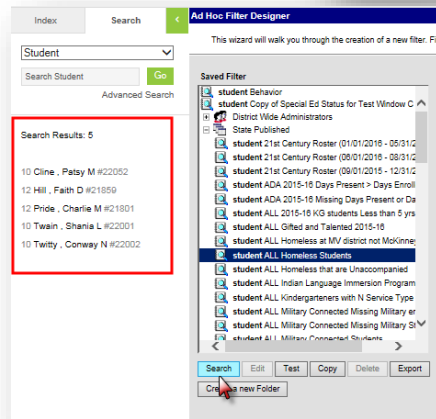 Index
Search
<
Student
Search Student
Go
Advanced Search
Search Results: 5
10 Cline , Patsy M #22052
12 Hill , Faith D #21859
12 Pride , Charlie M #21801
10 Twain , Shania L #22001
10 Twitty , Conway N #22002
Ad Hoc Filter Designer
This wizard will walk you through the creation of a new filter. Fi
Saved Filter
student Behavior
student Copy of Special Ed Status for Test Window C
District Wide Administrators
State Published
student 21st Century Roster (01/01/2016 - 05/31/2
student 21st Century Roster (06/01/2016 - 08/31/2
student 21st Century Roster (09/01/2015 - 12/31/2
student ADA 2015-16 Days Present > Days Enroll
student ADA 2015-16 Missing Days Present or Da
student ALL 2015-16 KG students Less than 5 yrs
student ALL Gifted and Talented 2015-16
student ALL Homeless at MV district not McKinney
student ALL Homeless Students
student ALL Homeless that are Unaccompanied
student ALL Indian Language Immersion Program
student ALL Kindergarteners with N Service Type
student ALL Military Connected Missing Military er
student ALL Military Connected Missing Military St
student ALL Military Connected Students
Search
Edit
Test
Copy
Delete
Export
a new Folder